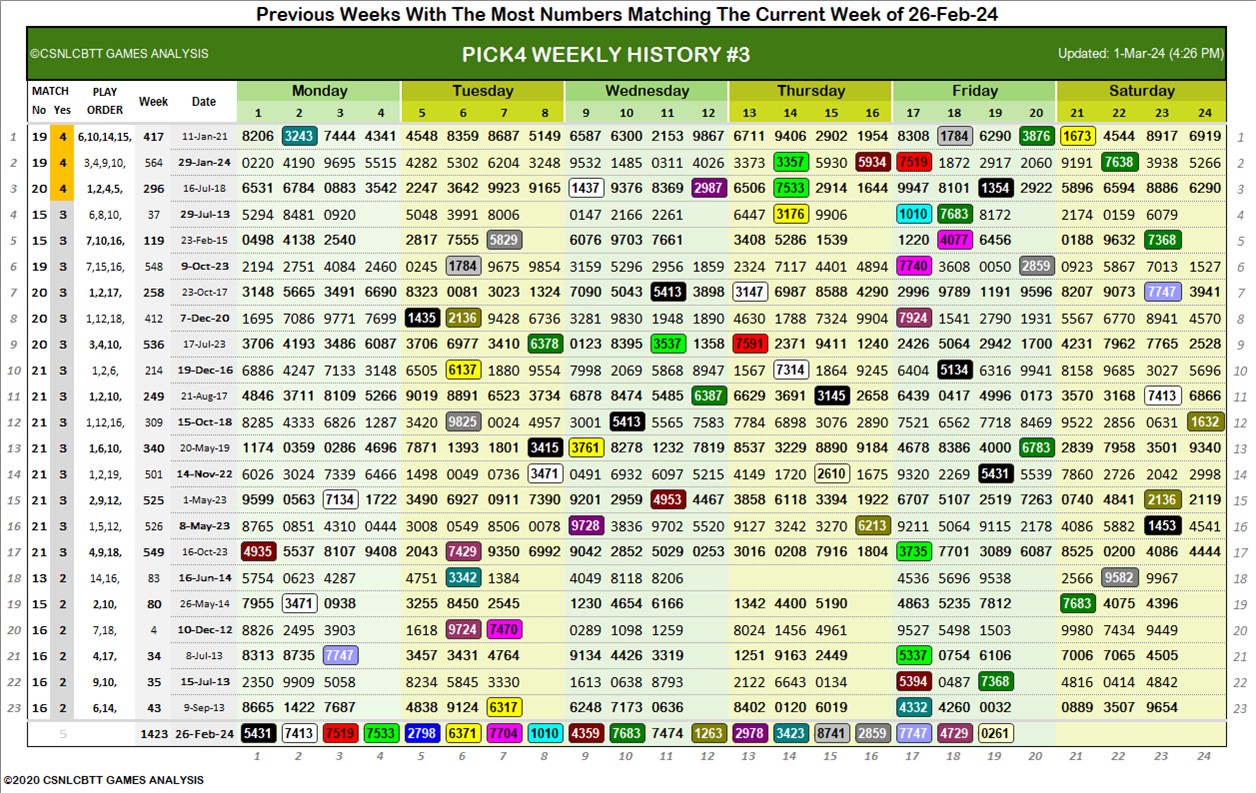 Previous Weeks With The Most Numbers Matching The Current Week of 26-Feb-24
©CSNLCBTT GAMES ANALYSIS PICK4 WEEKLY HISTORY #3 Updated: 1-Mar-24 (4:26 PM)
MATCH PLAY Week Date Monday Tuesday Wednesday Thursday Friday Saturday
No Yes ORDER 1 2 3 4 5 6 7 8 9 10 11 12 13 14 15 16 17 18 19 20 21 22 23 24
1 19 4 6,10,14,15, 417 11-Jan-21 8206 3243 7444 4341 4548 8359 8687 5149 6587 6300 2153 9867 6711 9406 2902 1954 8308 1784 6290 3876 1673 4544 8917 6919 1
2 19 4 3,4,9,10, 564 29-Jan-24 0220 4190 9695 5515 4282 5302 6204 3248 9532 1485 0311 4026 3373 3357 5930 5934 7519 1872 2917 2060 9191 7638 3938 5266 2
3 20 4 1,2,4,5, 296 16-Jul-18 6531 6784 0883 3542 2247 3642 9923 9165 1437 9376 8369 2987 6506 7533 2914 1644 9947 8101 1354 2922 5896 6594 8886 6290 3
4 15 3 6,8,10, 37 29-Jul-13 5294 8481 0920 5048 3991 8006 0147 2166 2261 6447 3176 9906 1010 7683 8172 2174 0159 6079 4
5 15 3 7,10,16, 119 23-Feb-15 0498 4138 2540 2817 7555 5829 6076 9703 7661 3408 5286 1539 1220 4077 6456 0188 9632 7368 5
6 19 3 7,15,16, 548 9-Oct-23 2194 2751 4084 2460 0245 1784 9675 9854 3159 5296 2956 1859 2324 7117 4401 4894 7740 3608 0050 2859 0923 5867 7013 1527 6
7 20 3 1,2,17, 258 23-Oct-17 3148 5665 3491 6690 8323 0081 3023 1324 7090 5043 5413 3898 3147 6987 8588 4290 2996 9789 1191 9596 8207 9073 7747 3941 7
8 20 3 1,12,18, 412 7-Dec-20 1695 7086 9771 7699 1435 2136 9428 6736 3281 9830 1948 1890 4630 1788 7324 9904 7924 1541 2790 1931 5567 6770 8941 4570 8
9 20 3 3,4,10, 536 17-Jul-23 3706 4193 3486 6087 3706 6977 3410 6378 0123 8395 3537 1358 7591 2371 9411 1240 2426 5064 2942 1700 4231 7962 7765 2528 9
10 21 3 1,2,6, 214 19-Dec-16 6886 4247 7133 3148 6505 6137 1880 9554 7998 2069 5868 8947 1567 7314 1864 9245 6404 5134 6316 9941 8158 9685 3027 5696 10
11 21 3 1,2,10, 249 21-Aug-17 4846 3711 8109 5266 9019 8891 6523 3734 6878 8474 5485 6387 6629 3691 3145 2658 6439 0417 4996 0173 3570 3168 7413 6866 11
12 21 3 1,12,16, 309 15-Oct-18 8285 4333 6826 1287 3420 9825 0024 4957 3001 5413 5565 7583 7784 6898 3076 2890 7521 6562 7718 8469 9522 2856 0631 1632 12
13 21 3 1,6,10, 340 20-May-19 1174 0359 0286 4696 7871 1393 1801 3415 3761 8278 1232 7819 8537 3229 8890 9184 4678 8386 4000 6783 2839 7958 3501 9340 13
14 21 3 1,2,19, 501 14-Nov-22 6026 3024 7339 6466 1498 0049 0736 3471 0491 6932 6097 5215 4149 1720 2610 1675 9320 2269 5431 5539 7860 2726 2042 2998 14
15 21 3 2,9,12, 525 1-May-23 9599 0563 7134 1722 3490 6927 0911 7390 9201 2959 4953 4467 3858 6118 3394 1922 6707 5107 2519 7263 0740 4841 2136 2119 15
16 21 3 1,5,12, 526 8-May-23 8765 0851 4310 0444 3008 0549 8506 0078 9728 3836 9702 5520 9127 3242 3270 6213 9211 5064 9115 2178 4086 5882 1453 4541 16
17 21 3 4,9,18, 549 16-Oct-23 4935 5537 8107 9408 2043 7429 9350 6992 9042 2852 5029 0253 3016 0208 7916 1804 3735 7701 3089 6087 8525 0200 4086 4444 17
18 13 2 14,16, 83 16-Jun-14 5754 0623 4287 4751 3342 1384 4049 8118 8206 4536 5696 9538 2566 9582 9967 18
19 15 2 2,10, 80 26-May-14 7955 3471 0938 3255 8450 2545 1230 4654 6166 1342 4400 5190 4863 5235 7812 7683 4075 4396 19
20 16 2 7,18, 4 10-Dec-12 8826 2495 3903 1618 9724 7470 0289 1098 1259 8024 1456 4961 9527 5498 1503 9980 7434 9449 20
21 16 2 4,17, 34 8-Jul-13 8313 8735 7747 3457 3431 4764 9134 4426 3319 1251 9163 2449 5337 0754 6106 7006 7065 4505 21
22 16 2 9,10, 35 15-Jul-13 2350 9909 5058 8234 5845 3330 1613 0638 8793 2122 6643 0134 5394 0487 7368 4816 0414 4842 22
23 16 2 6,14, 43 9-Sep-13 8665 1422 7687 4838 9124 6317 6248 7173 0636 8402 0120 6019 4332 4260 0032 0889 3507 9654 23
5 1423 26-Feb-24 5431 7413 7519 7533 2798 6371 7704 1010 4359 7683 7474 1263 2978 3423 8741 2859 7747 4729 0261
1 2 3 4 5 6 7 8 9 10 11 12 13 14 15 16 17 18 19 20 21 22 23 24
©2020 CSNLCBTT GAMES ANALYSIS